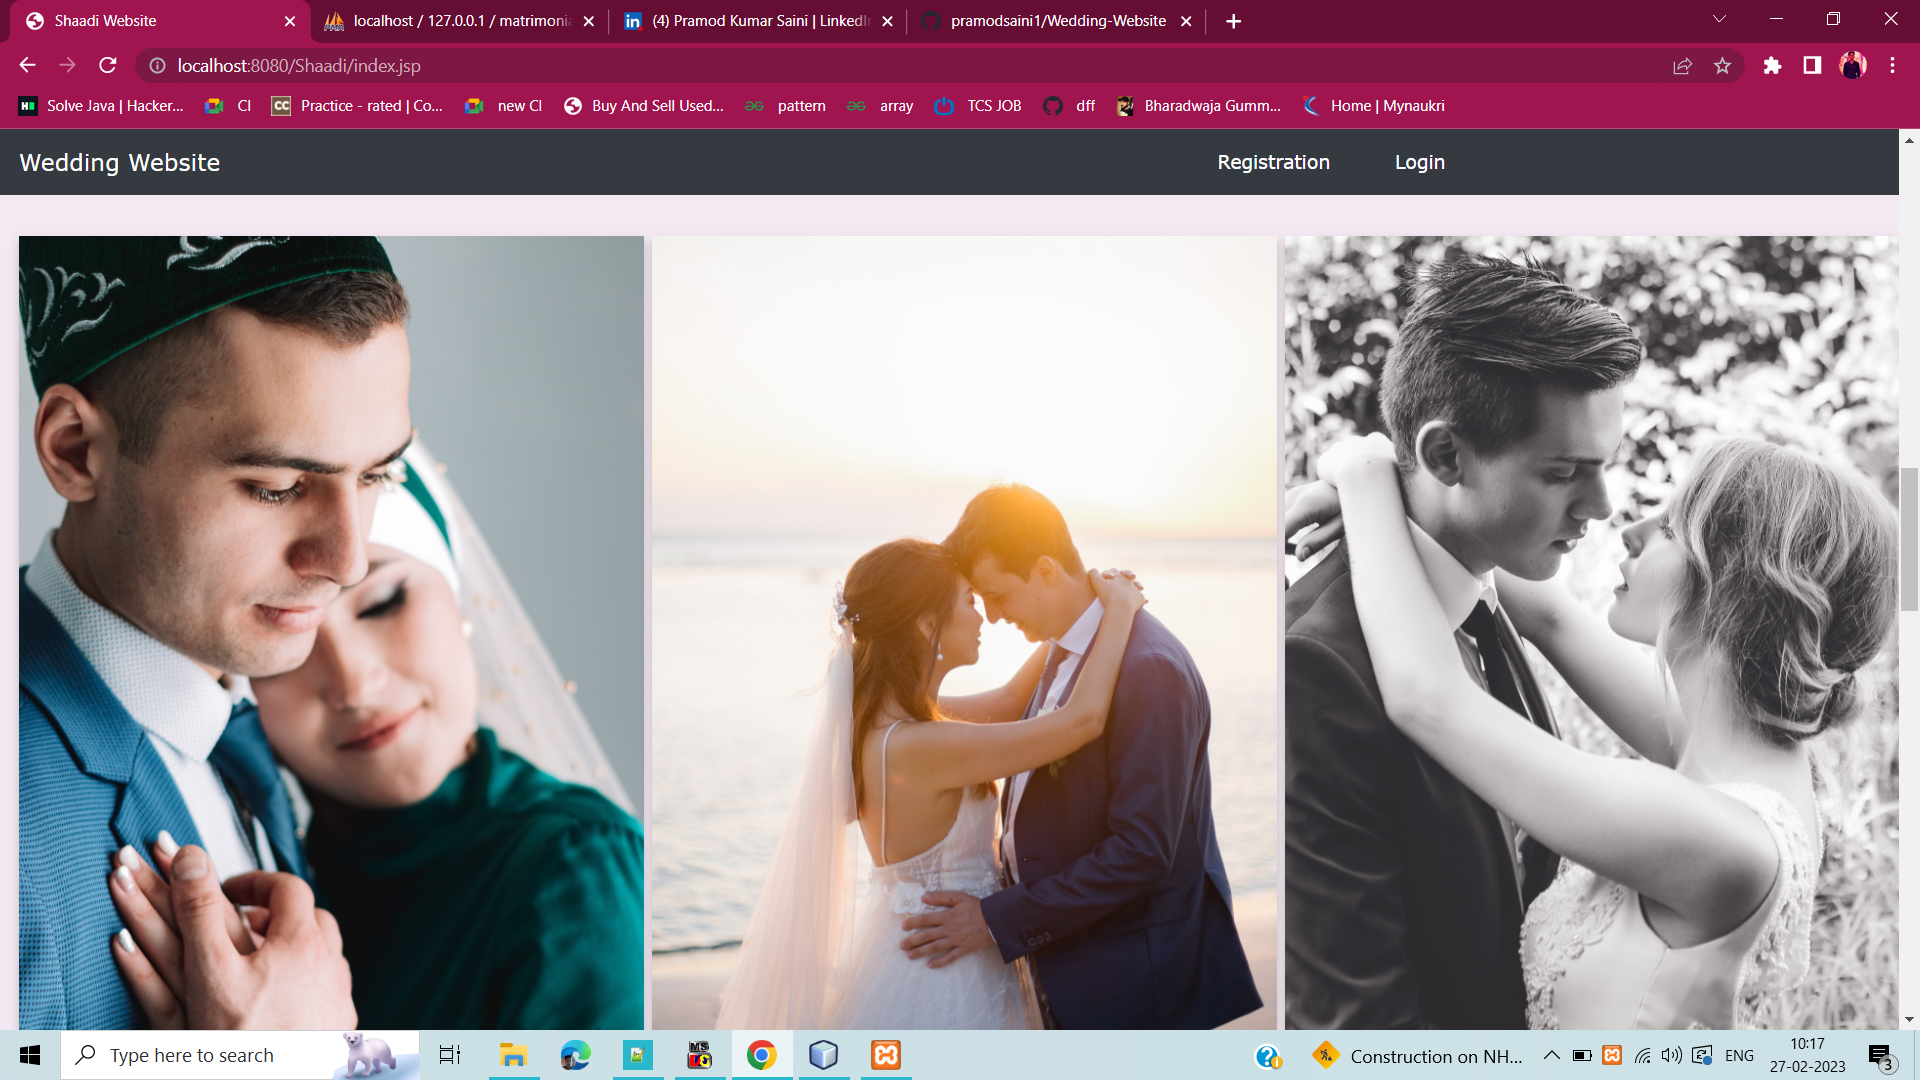 Shaadi Website
localhost / 127.0.0.1 / matrimonia
(4) Pramod Kumar Saini | LinkedIn
pramodsaini1/Wedding-Website
localhost:8080/Shaadi/index.jsp
Solve Java | Hacker...
CI
CC
Practice - rated | Co...
new CI
Buy And Sell Used...
pattern
array
TCS JOB
dff
Bharadwaja Gumm...
Home | Mynaukri
Wedding Website
Registration
Login
Type here to search
Construction on NH...
ENG
10:17
27-02-2023
3